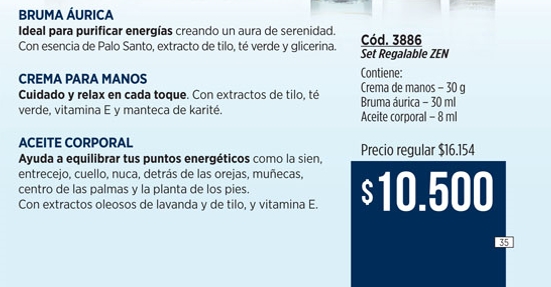 BRUMA ÁURICA
Ideal para purificar energías creando un aura de serenidad.
Con esencia de Palo Santo, extracto de tilo, té verde y glicerina.
CREMA PARA MANOS
Cuidado y relax en cada toque. Con extractos de tilo, té
verde, vitamina E y manteca de karité.
ACEITE CORPORAL
Ayuda a equilibrar tus puntos energéticos como la sien,
entrecejo, cuello, nuca, detrás de las orejas, muñecas,
centro de las palmas y la planta de los pies.
Con extractos oleosos de lavanda y de tilo, y vitamina E.
Cód. 3886
Set Regalable ZEN
Contiene:
Crema de manos – 30 g
Bruma áurica – 30 ml
Aceite corporal – 8 ml
Precio regular $16.154
$10.500
35